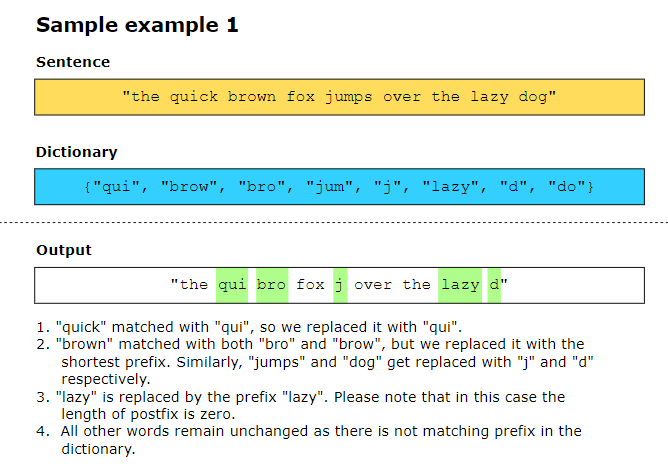 Sample example 1
Sentence
"the quick brown fox jumps over the lazy dog"
Dictionary
{"qui", "brow", "bro", "jum", "j", "lazy", "d", "do"}
Output
"the qui bro fox j over the lazy d"
1. "quick" matched with "qui", so we replaced it with "qui".
2. "brown" matched with both "bro" and "brow", but we replaced it with the
shortest prefix. Similarly, "jumps" and "dog" get replaced with "j" and "d"
respectively.
3. "lazy" is replaced by the prefix "lazy". Please note that in this case the
length of postfix is zero.
4. All other words remain unchanged as there is not matching prefix in the
dictionary.